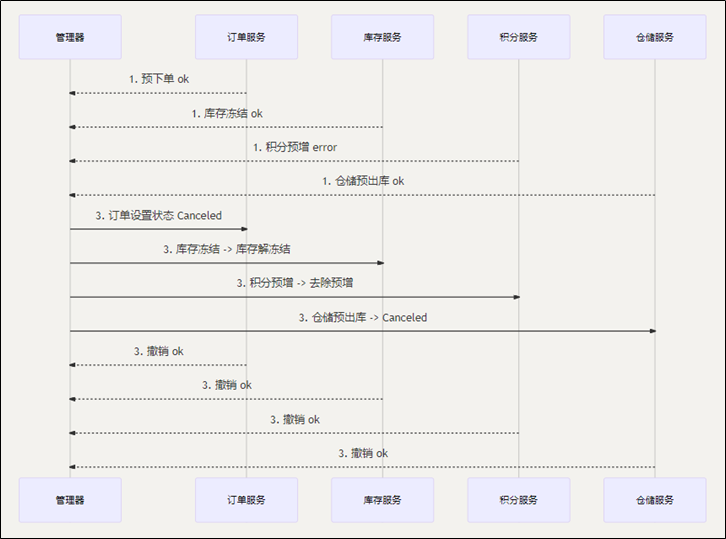 管理器 订单服务 库存服务 积分服务 仓储服务
1. 预下单 ok
1. 库存冻结 ok
1. 积分预增 error
1. 仓储预出库 ok
3. 订单设置状态 Canceled
3. 库存冻结 -> 库存解冻结
3. 积分预增 -> 去除预增
3. 仓储预出库 -> Canceled
3. 撤销 ok
3. 撤销 ok
3. 撤销 ok
3. 撤销 ok
管理器 订单服务 库存服务 积分服务 仓储服务